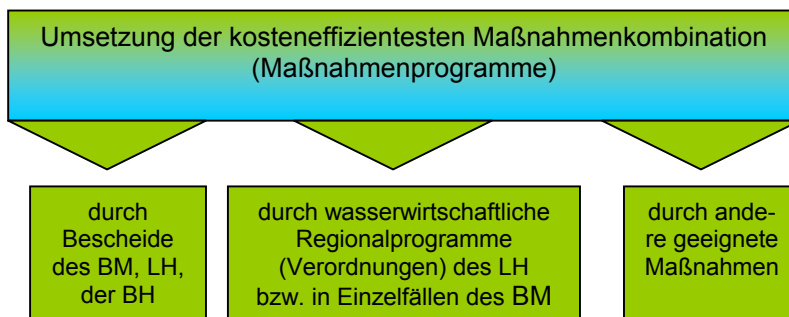 Umsetzung der kosteneffizientesten Maßnahmenkombination
(Maßnahmenprogramme)
durch
Bescheide
des BM, LH,
der BH
durch wasserwirtschaftliche
Regionalprogramme
(Verordnungen) des LH
bzw. in Einzelfällen des BM
durch ande-
re geeignete
Maßnahmen